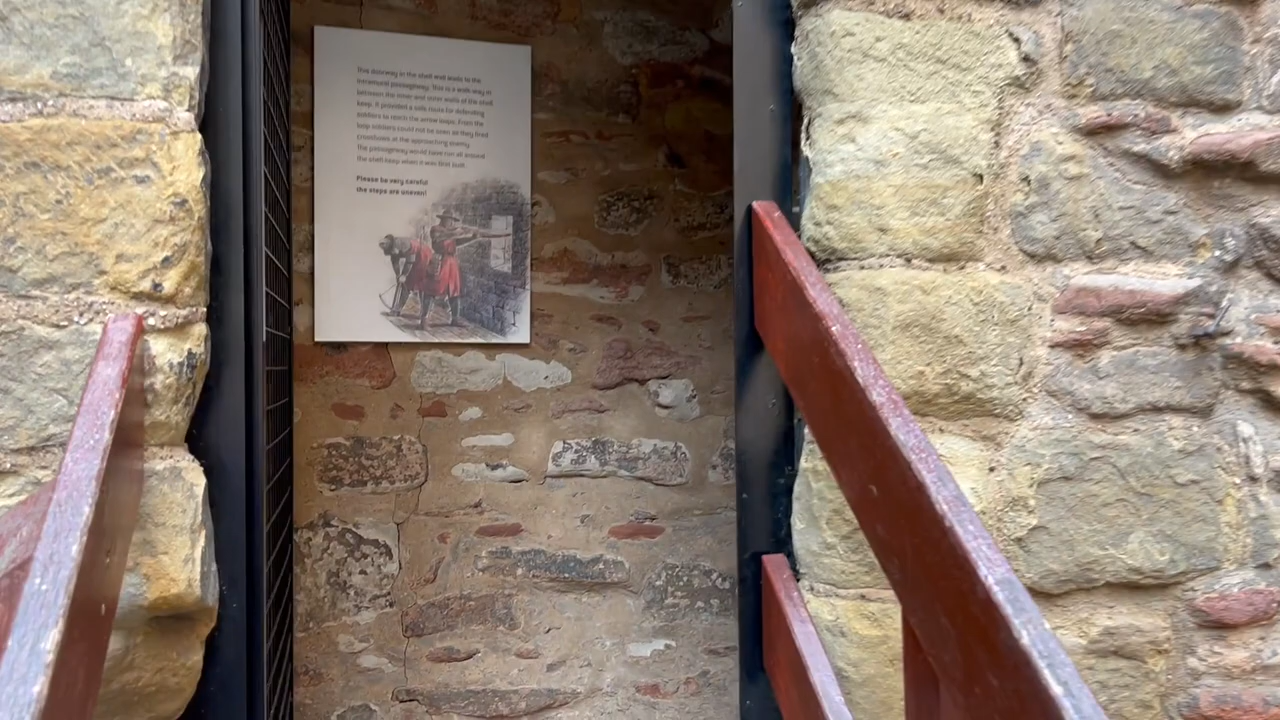 This doorway in the shell wall leads to the
intramural passageway. This is a walk-way in
between the inner and outer walls of the shell
keep. It provided a safe route for defending
soldiers to reach the arrow loops. From the
loop soldiers could not be seen as they fired
crossbows at the approaching enemy.
The passageway would have run all around
the shell keep when it was first built.
Please be very careful
the steps are uneven!